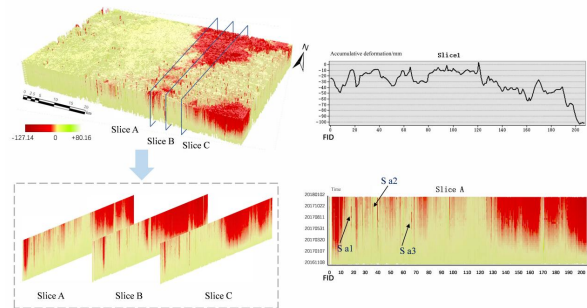 N
Slice A
Slice B
Slice C
-127.14
+80.16
Slice A
Slice B
Slice C
Accumulative deformation/mm
Slice1
0
-10
-20
-30
-40
-50
-60
-70
-80
-90
-100
0
20
40
60
80
100
120
140
160
180
200
FID
Time
Slice A
S a2
20180102
20171022
20170811
20170531
20170320
20170107
20161108
S a1
S a3
0 10 20 30 40 50 60 70 80 90 100 110 120 130 140 150 160 170 180 190 200
FID